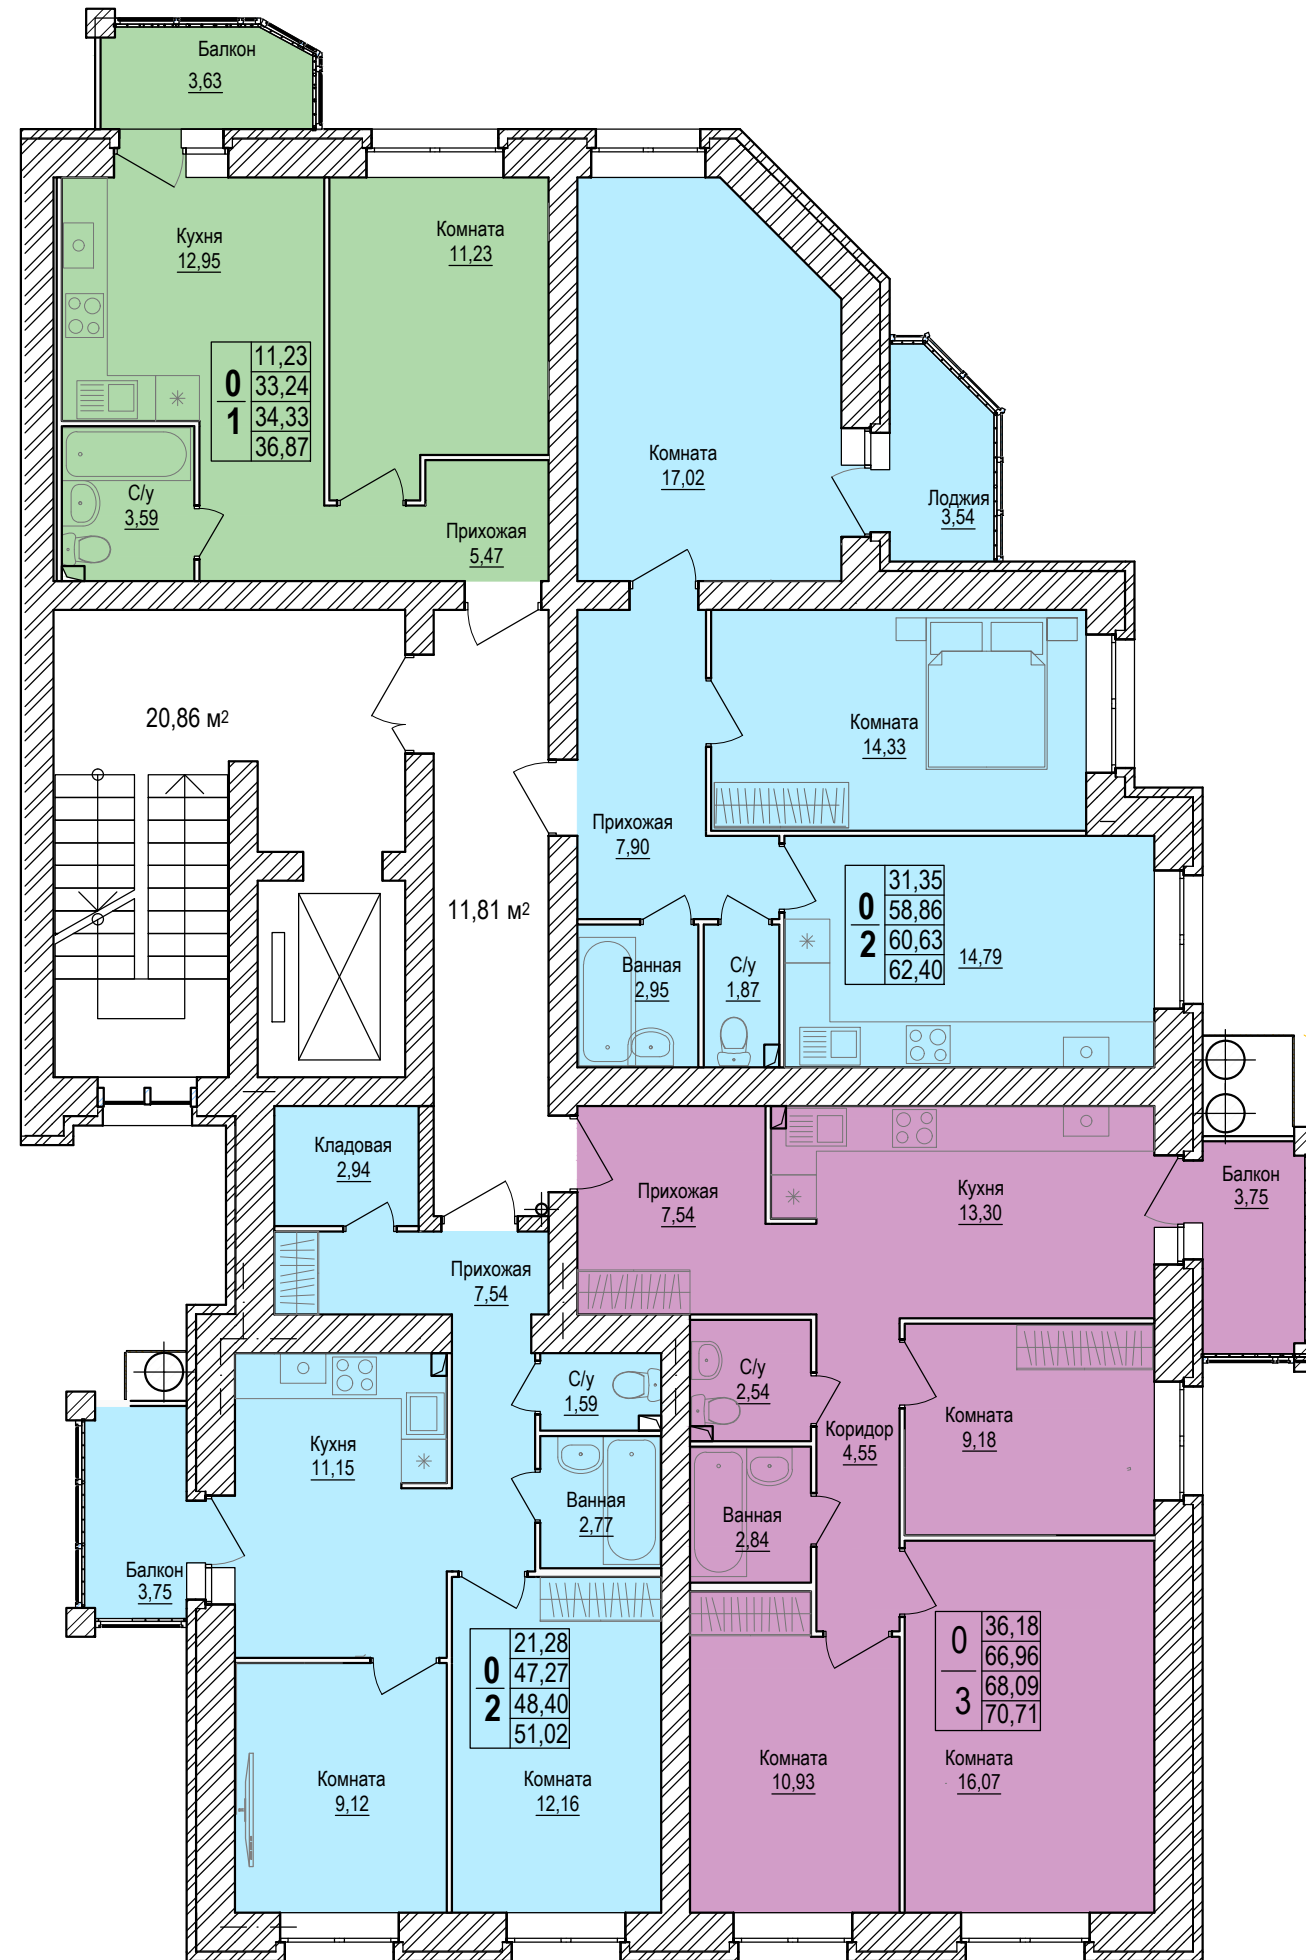 Балкон
3,63
Кухня
12,95
Комната
11,23
0
1
11,23
33,24
34,33
36,87
С/у
3,59
Прихожая
5,47
Комната
17,02
Лоджия
3,54
20,86 м2
Комната
14,33
Прихожая
7,90
11,81 м2
0
2
31,35
58,86
60,63
62,40
14,79
Ванная
2,95
С/у
1,87
Кладовая
2,94
Прихожая
7,54
Кухня
13,30
Балкон
3,75
Прихожая
7,54
С/у
1,59
С/у
2,54
Коридор
4,55
Комната
9,18
Кухня
11,15
Ванная
2,77
Ванная
2,84
Балкон
3,75
0
2
21,28
47,27
48,40
51,02
0
3
36,18
66,96
68,09
70,71
Комната
9,12
Комната
12,16
Комната
10,93
Комната
16,07